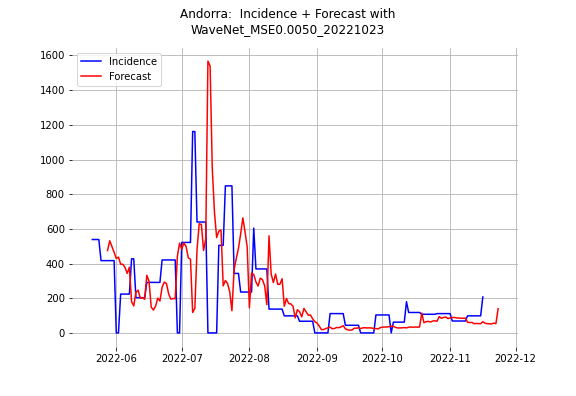 Andorra:  Incidence + Forecast with
WaveNet_MSE0.0050_20221023
Incidence
Forecast
1600
1400
1200
1000
800
600
400
200
0
2022-06 2022-07 2022-08 2022-09 2022-10 2022-11 2022-12